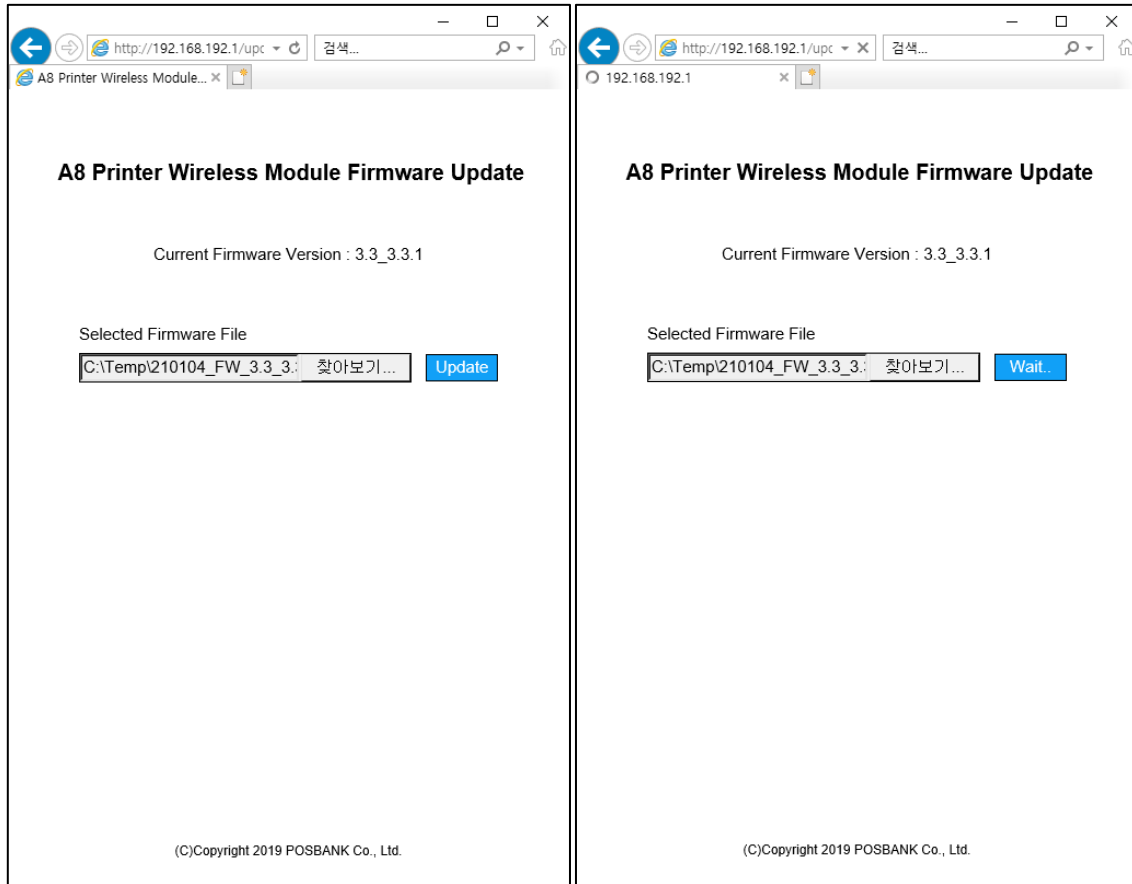 http://192.168.192.1/upc 검색...
A8 Printer Wireless Module...
A8 Printer Wireless Module Firmware Update
Current Firmware Version : 3.3_3.3.1
Selected Firmware File
C:\Temp\210104_FW_3.3_3. 찾아보기... Update
(C)Copyright 2019 POSBANK Co., Ltd.
http://192.168.192.1/upc 검색...
192.168.192.1
A8 Printer Wireless Module Firmware Update
Current Firmware Version : 3.3_3.3.1
Selected Firmware File
C:\Temp\210104_FW_3.3_3. 찾아보기... Wait..
(C)Copyright 2019 POSBANK Co., Ltd.